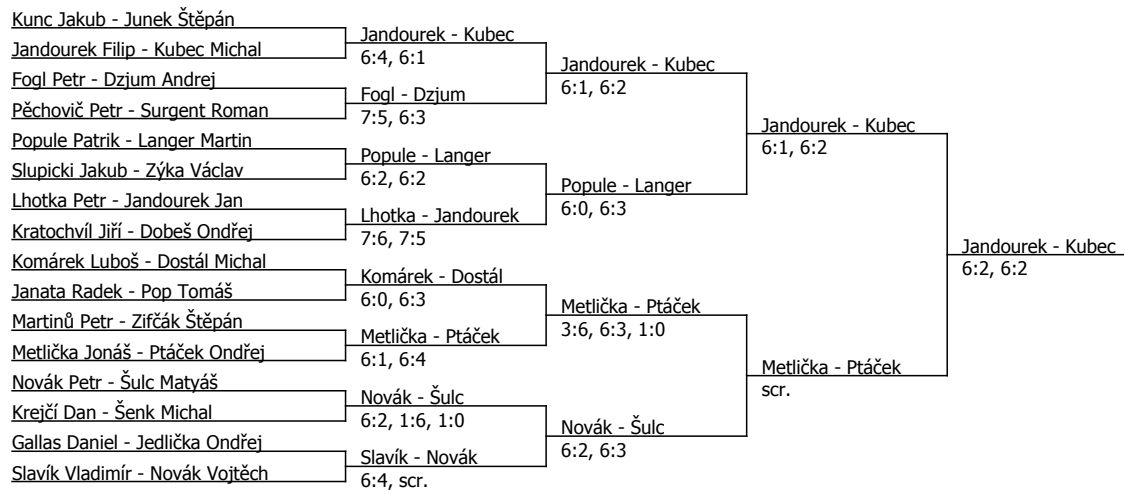 Kunc Jakub - Junek Štěpán
Jandourek Filip - Kubec Michal
Fogl Petr - Dzjum Andrej
Pěchovič Petr - Surgent Roman
Popule Patrik - Langer Martin
Slupicki Jakub - Zýka Václav
Lhotka Petr - Jandourek Jan
Kratochvíl Jiří - Dobeš Ondřej
Komárek Luboš - Dostál Michal
Janata Radek - Pop Tomáš
Martinů Petr - Zifčák Štěpán
Metlička Jonáš - Ptáček Ondřej
Novák Petr - Šulc Matyáš
Krejčí Dan - Šenk Michal
Gallas Daniel - Jedlička Ondřej
Slavík Vladimír - Novák Vojtěch
Jandourek - Kubec
6:4, 6:1
Fogl - Dzjum
7:5, 6:3
Popule - Langer
6:2, 6:2
Lhotka - Jandourek
7:6, 7:5
Komárek - Dostál
6:0, 6:3
Metlička - Ptáček
6:1, 6:4
Novák - Šulc
6:2, 1:6, 1:0
Slavík - Novák
6:4, scr.
Jandourek - Kubec
6:1, 6:2
Popule - Langer
6:0, 6:3
Metlička - Ptáček
3:6, 6:3, 1:0
Novák - Šulc
6:2, 6:3
Jandourek - Kubec
6:1, 6:2
Metlička - Ptáček
scr.
Jandourek - Kubec
6:2, 6:2